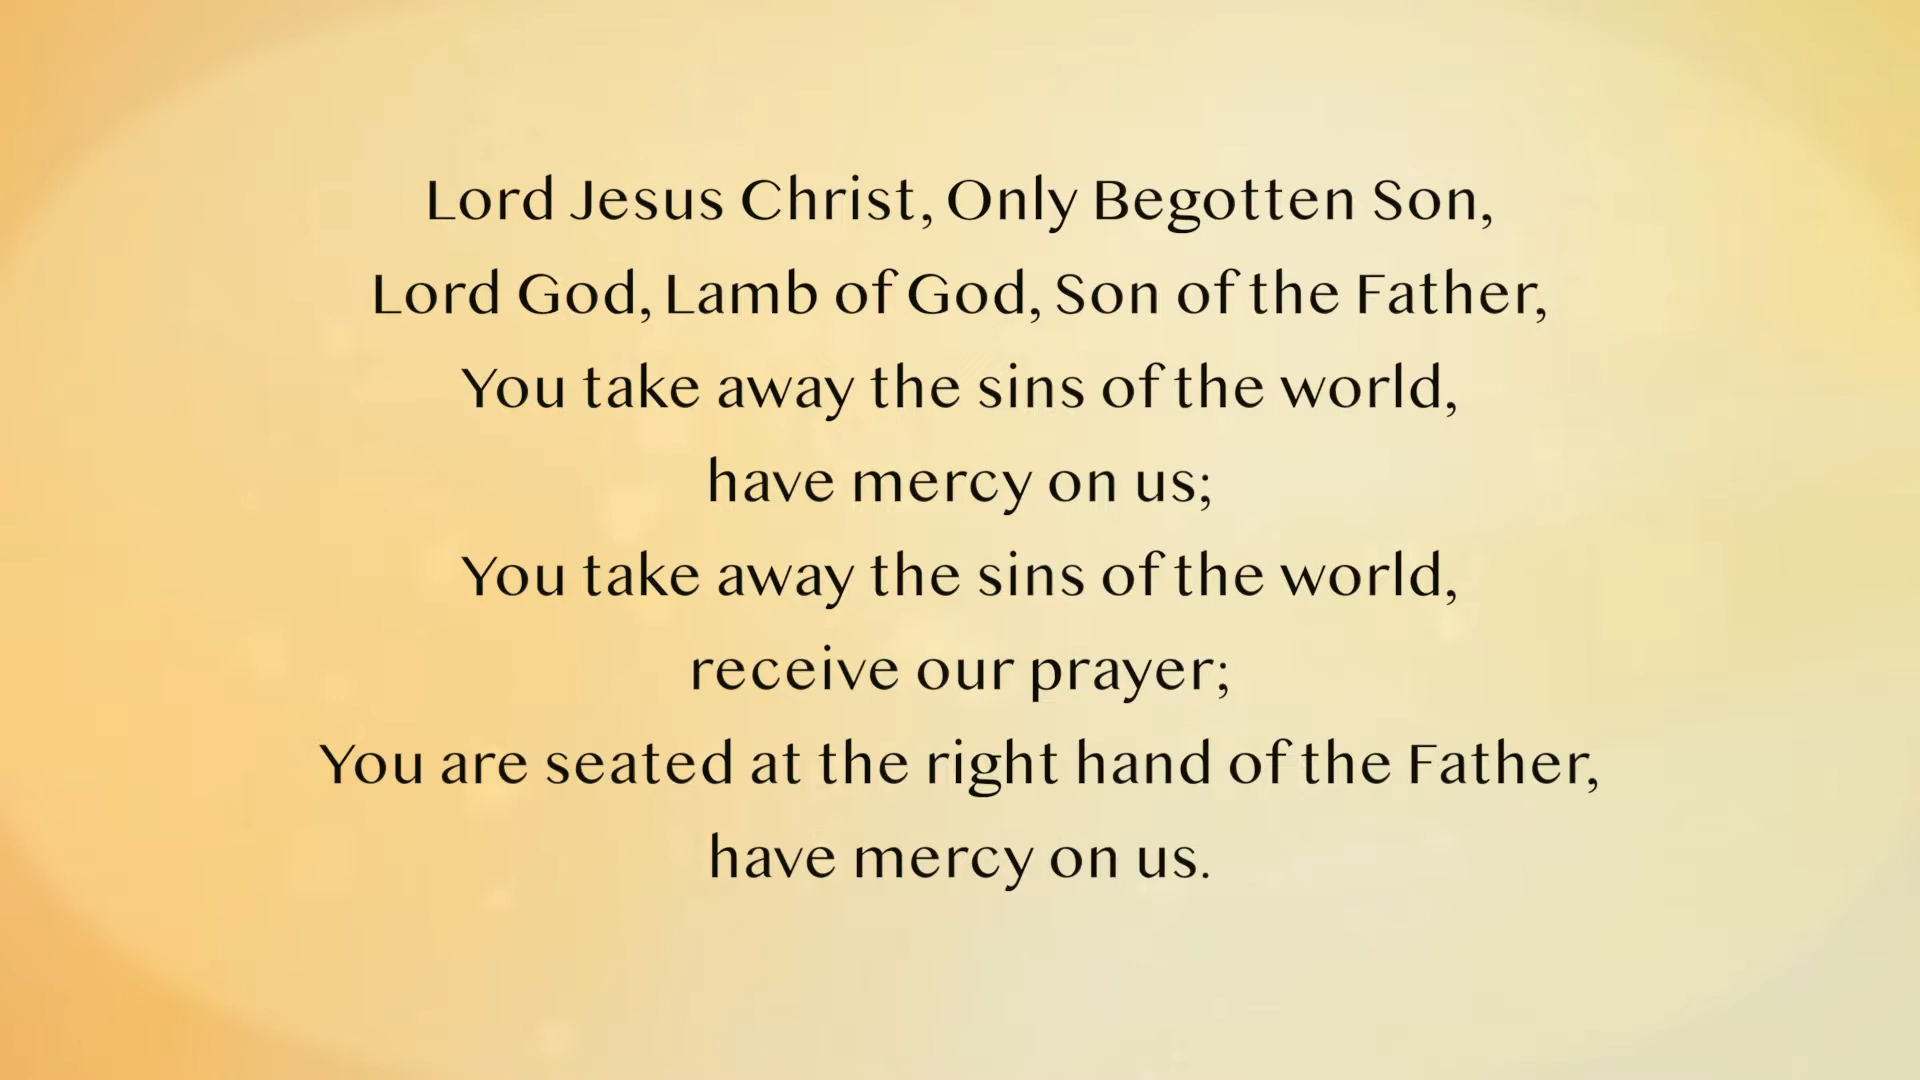 Lord Jesus Christ, Only Begotten Son,
Lord God, Lamb of God, Son of the Father,
You take away the sins of the world,
have mercy on us;
You take away the sins of the world,
receive our prayer;
You are seated at the right hand of the Father,
have mercy on us.